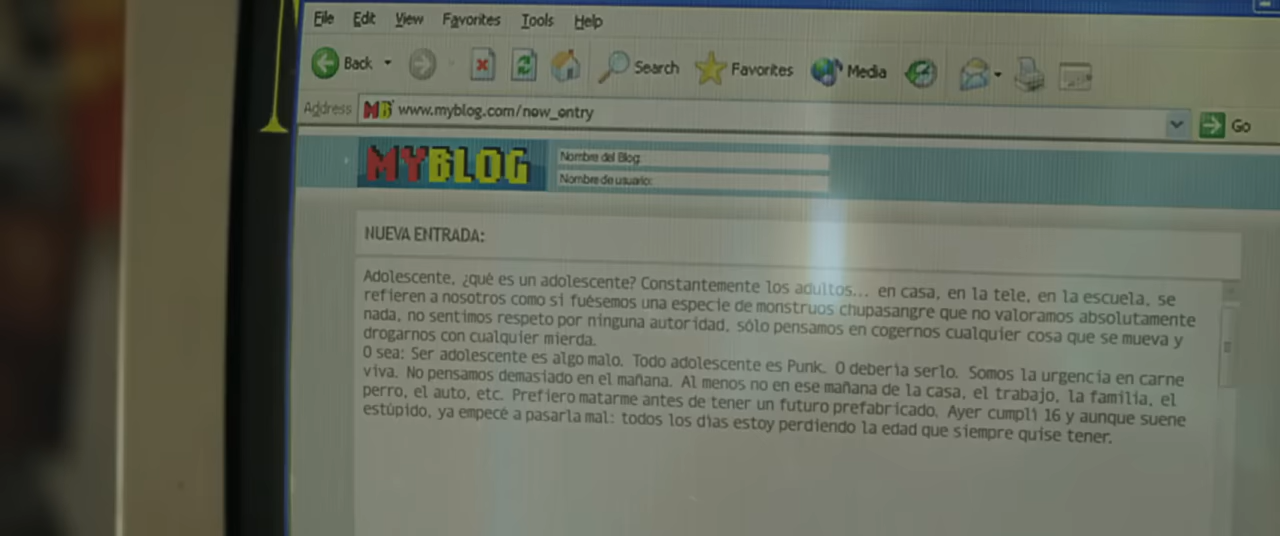 File Edit View Favorites Tools Help
Back Search Favorites Media
Address MB www.myblog.com/now_entry Go
MYBLOG
Nombre del Blog:
Nombre de usuario:
NUEVA ENTRADA:
Adolescente, ¿qué es un adolescente? Constantemente los adultos... en casa, en la tele, en la escuela, se
refieren a nosotros como si fuésemos una especie de monstruos chupasangre que no valoramos absolutamente
nada, no sentimos respeto por ninguna autoridad, sólo pensamos en cogernos cualquier cosa que se mueva y
drogarnos con cualquier mierda.
O sea: Ser adolescente es algo malo. Todo adolescente es Punk. O debería serlo. Somos la urgencia en carne
viva. No pensamos demasiado en el mañana. Al menos no en ese mañana de la casa, el trabajo, la familia, el
perro, el auto, etc. Prefiero matarme antes de tener un futuro prefabricado. Ayer cumplí 16 y aunque suene
estúpido, ya empecé a pasarla mal: todos los días estoy perdiendo la edad que siempre quise tener.